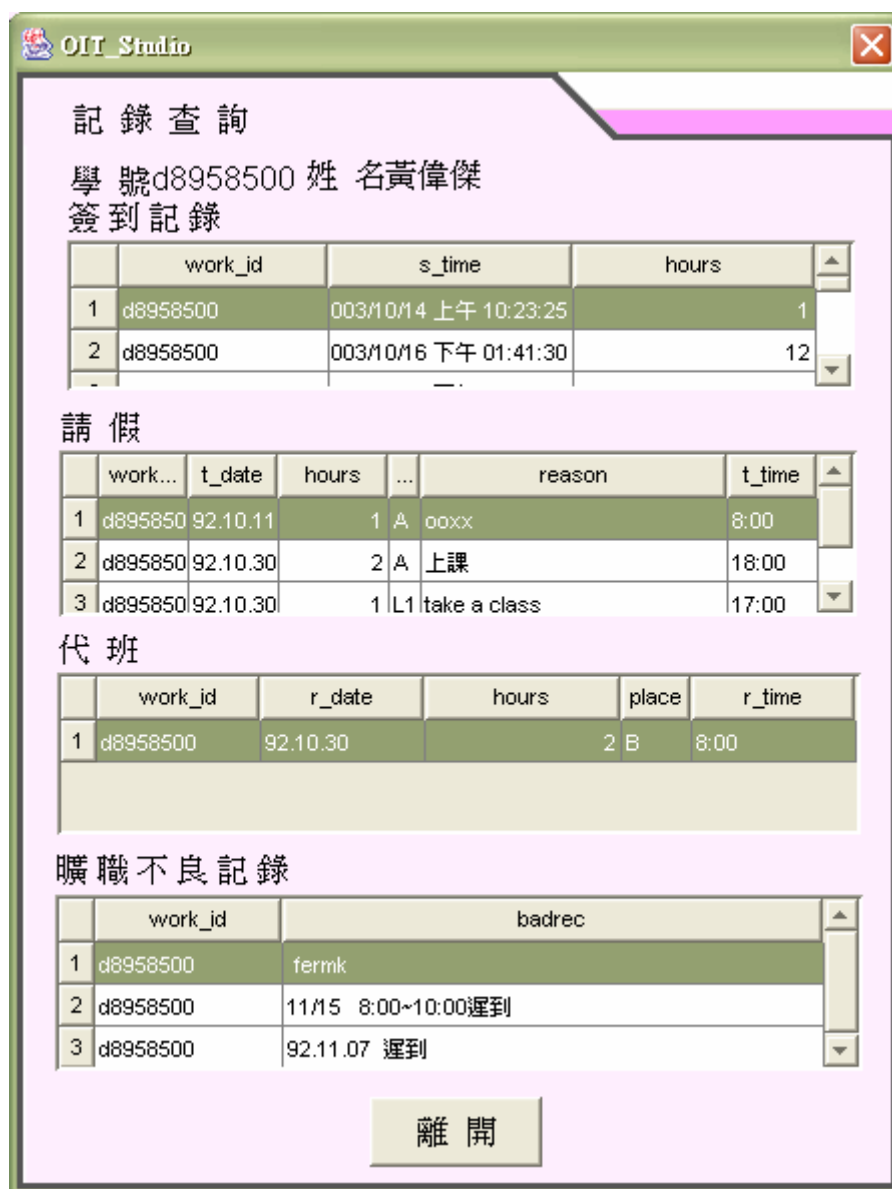 OIT_Studio
記 錄 查 詢
學 號d8958500 姓 名黃偉傑
簽到記錄
work_id s_time hours
1 d8958500 003/10/14 上午 10:23:25 1
2 d8958500 003/10/16 下午 01:41:30 12
請 假
work... t_date hours ... reason t_time
1 d895850 92.10.11 1 A ooxx 8:00
2 d895850 92.10.30 2 A 上課 18:00
3 d895850 92.10.30 1 L1 take a class 17:00
代 班
work_id r_date hours place r_time
1 d8958500 92.10.30 2 B 8:00
曠職不良記錄
work_id badrec
1 d8958500 fermk
2 d8958500 11/15 8:00~10:00遲到
3 d8958500 92.11.07 遲到
離 開